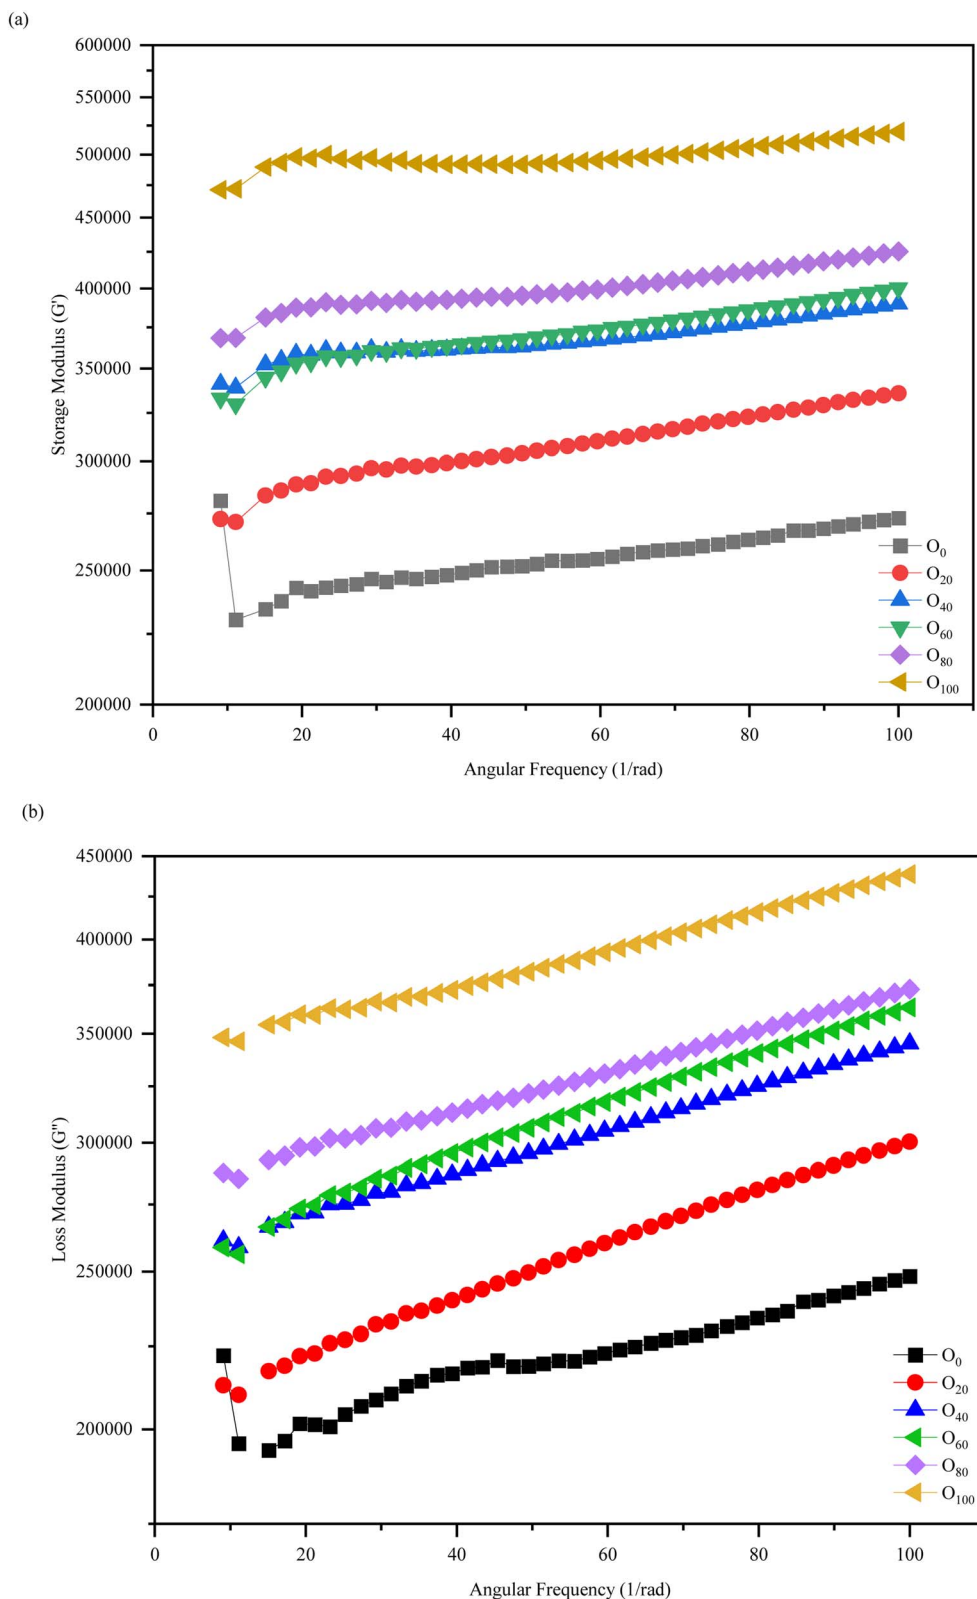 (a)
600000
550000
500000
450000
400000
350000
300000
250000
200000
Storage Modulus (G')
0
20
40
60
80
100
Angular Frequency (1/rad)
O₀
O₂₀
O₄₀
O₆₀
O₈₀
O₁₀₀
(b)
450000
400000
350000
300000
250000
200000
Loss Modulus (G")
0
20
40
60
80
100
Angular Frequency (1/rad)
O₀
O₂₀
O₄₀
O₆₀
O₈₀
O₁₀₀